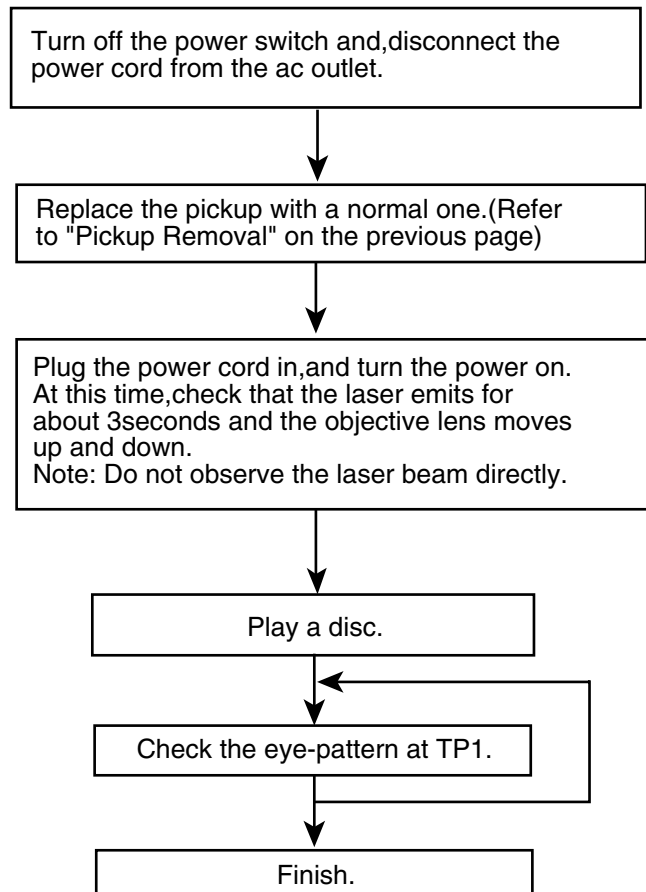 Turn off the power switch and,disconnect the
power cord from the ac outlet.
Replace the pickup with a normal one.(Refer
to "Pickup Removal" on the previous page)
Plug the power cord in,and turn the power on.
At this time,check that the laser emits for
about 3seconds and the objective lens moves
up and down.
Note: Do not observe the laser beam directly.
Play a disc.
Check the eye-pattern at TP1.
Finish.